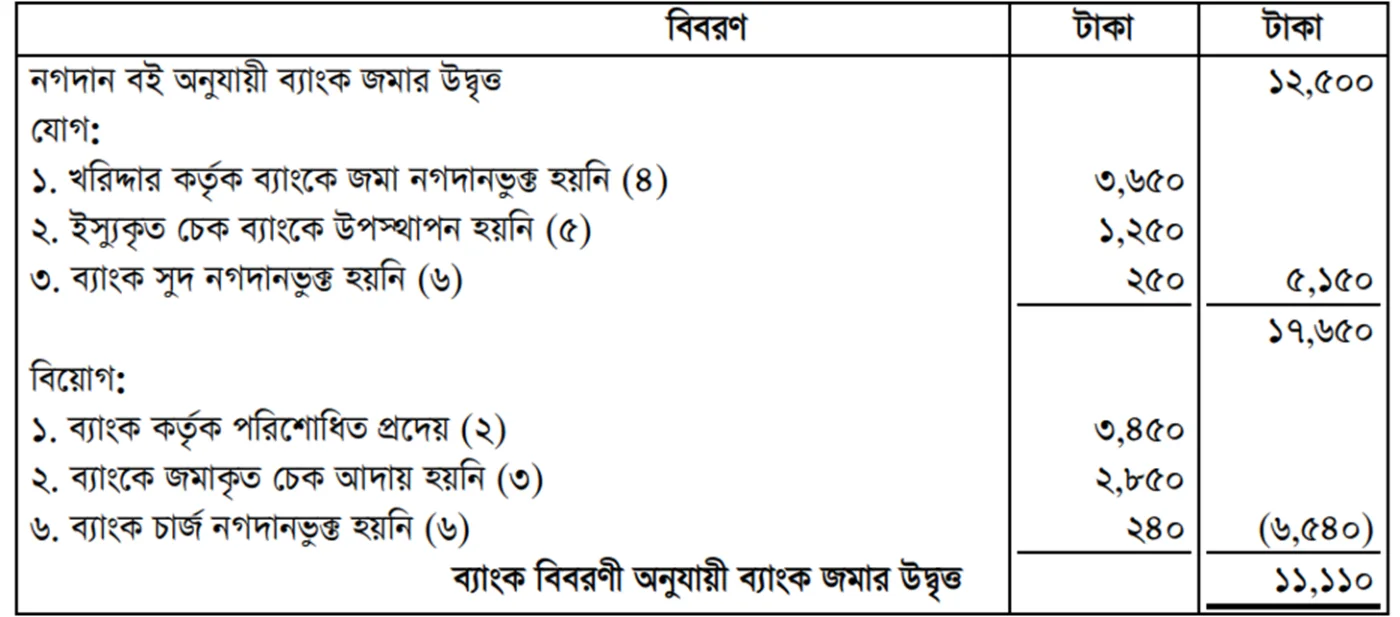 বিবরণ টাকা টাকা
নগদান বই অনুযায়ী ব্যাংক জমার উদ্বৃত্ত ১২,৫০০
যোগ:
১. খরিদ্দার কর্তৃক ব্যাংকে জমা নগদানভুক্ত হয়নি (৪) ৩,৬৫০
২. ইস্যুকৃত চেক ব্যাংকে উপস্থাপন হয়নি (৫) ১,২৫০
৩. ব্যাংক সুদ নগদানভুক্ত হয়নি (৬) ২৫০ ৫,১৫০
১৭,৬৫০
বিয়োগ:
১. ব্যাংক কর্তৃক পরিশোধিত প্রদেয় (২) ৩,৪৫০
২. ব্যাংকে জমাকৃত চেক আদায় হয়নি (৩) ২,৮৫০
৬. ব্যাংক চার্জ নগদানভুক্ত হয়নি (৬) ২৪০ (৬,৫৪০)
ব্যাংক বিবরণী অনুযায়ী ব্যাংক জমার উদ্বৃত্ত ১১,১১০